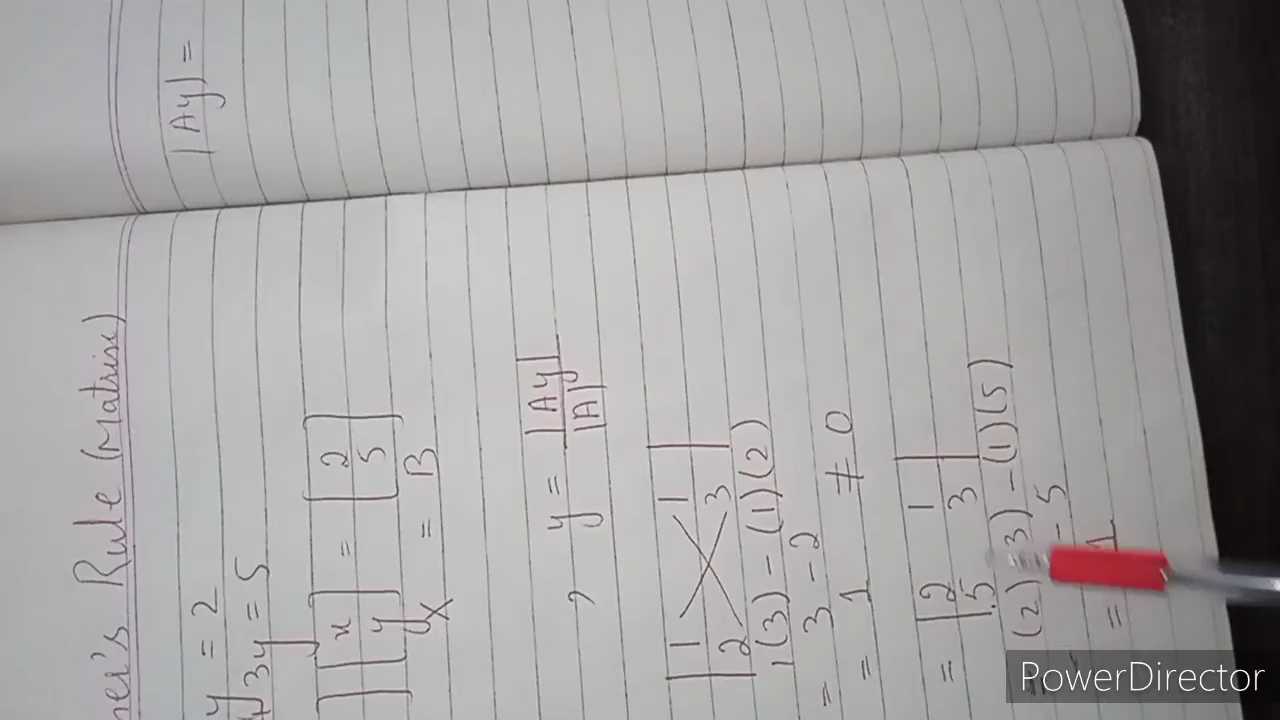 ner's Rule (Matrix)
y = 2
3y = 5
] [x y] = [2 5]
X = B
, y = |Ay| / |A|
|1 1|
|2 3|
1(3) - (1)(2)
= 3 - 2
= 1 ≠ 0
= |2 1|
|5 3|
(2) 3) - (1)(5)
- 5
= 1
|Ay| =
PowerDirector